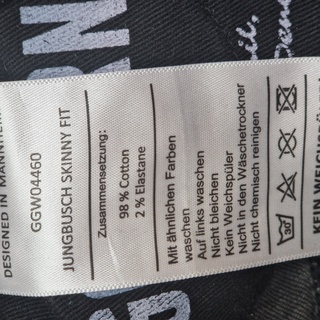 DESIGNED IN MANNHEIM
GGW04460
JUNGBUSCH SKINNY FIT
Zusammensetzung:
98 % Cotton
2 % Elastane
Mit ähnlichen Farben
waschen
Auf links waschen
Nicht bleichen
Kein Weichspüler
Nicht in den Wäschetrockner
Nicht chemisch reinigen
30°